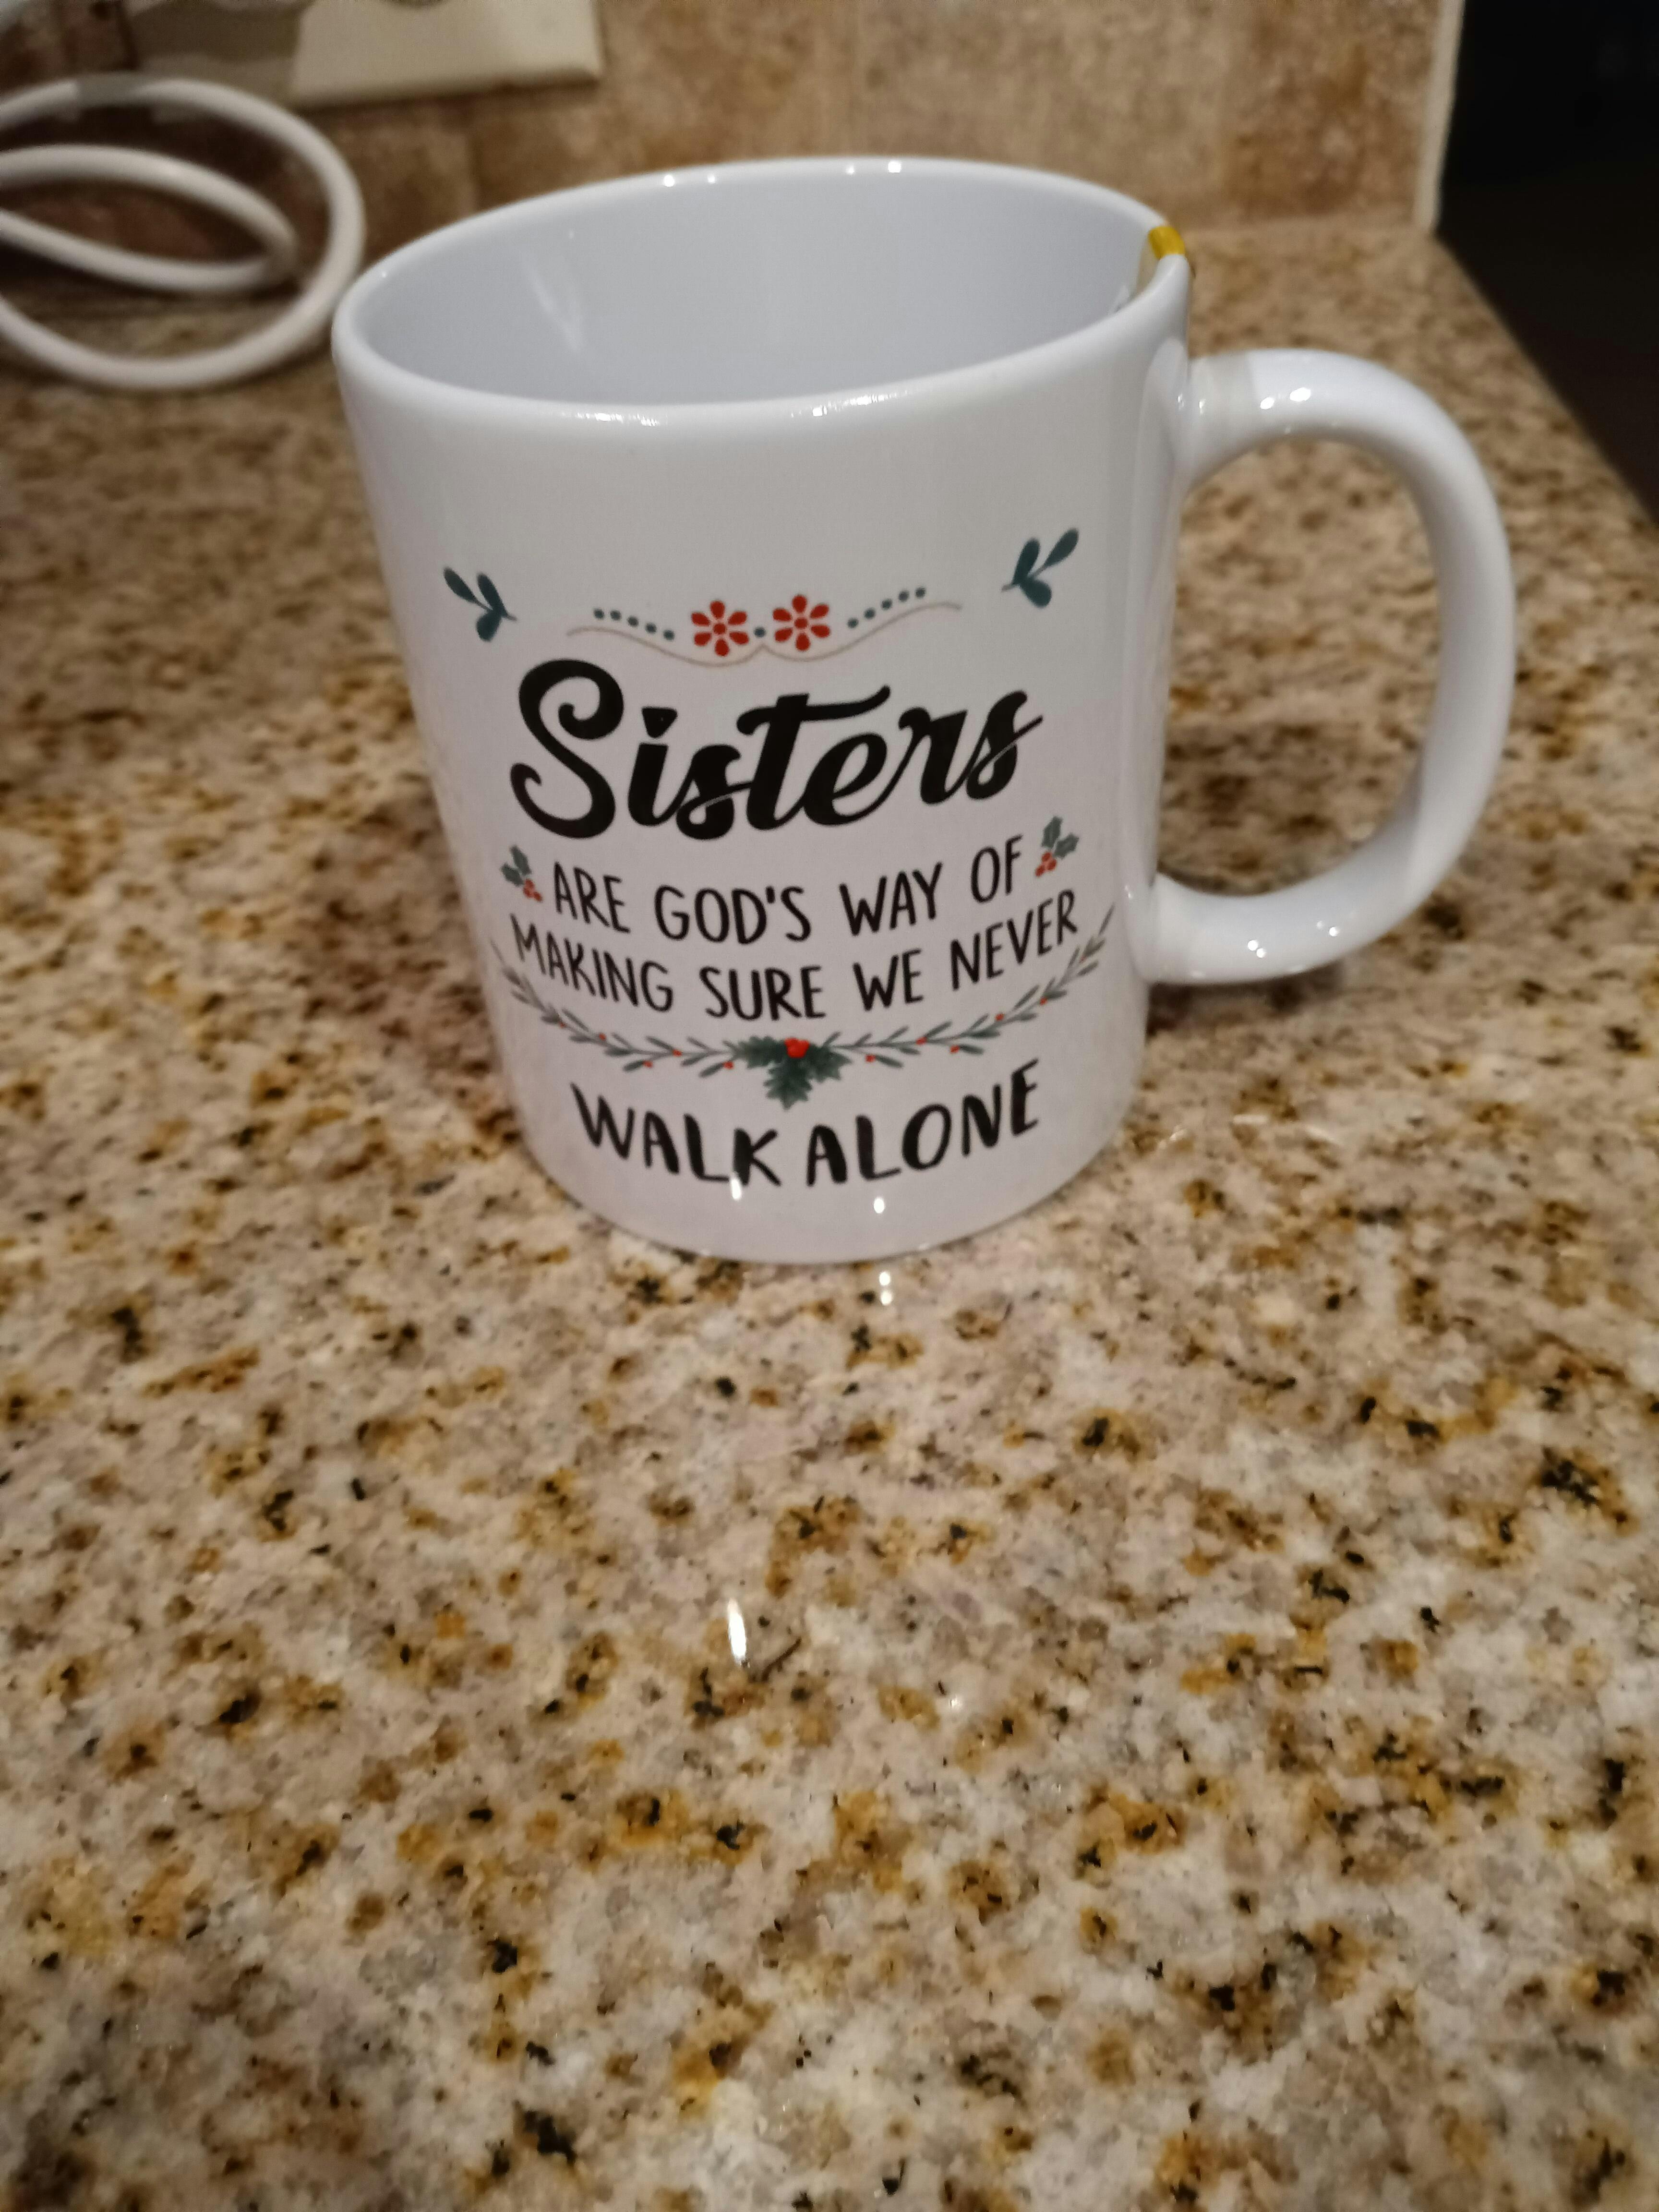 Sisters
ARE GOD'S WAY OF
MAKING SURE WE NEVER
WALK ALONE